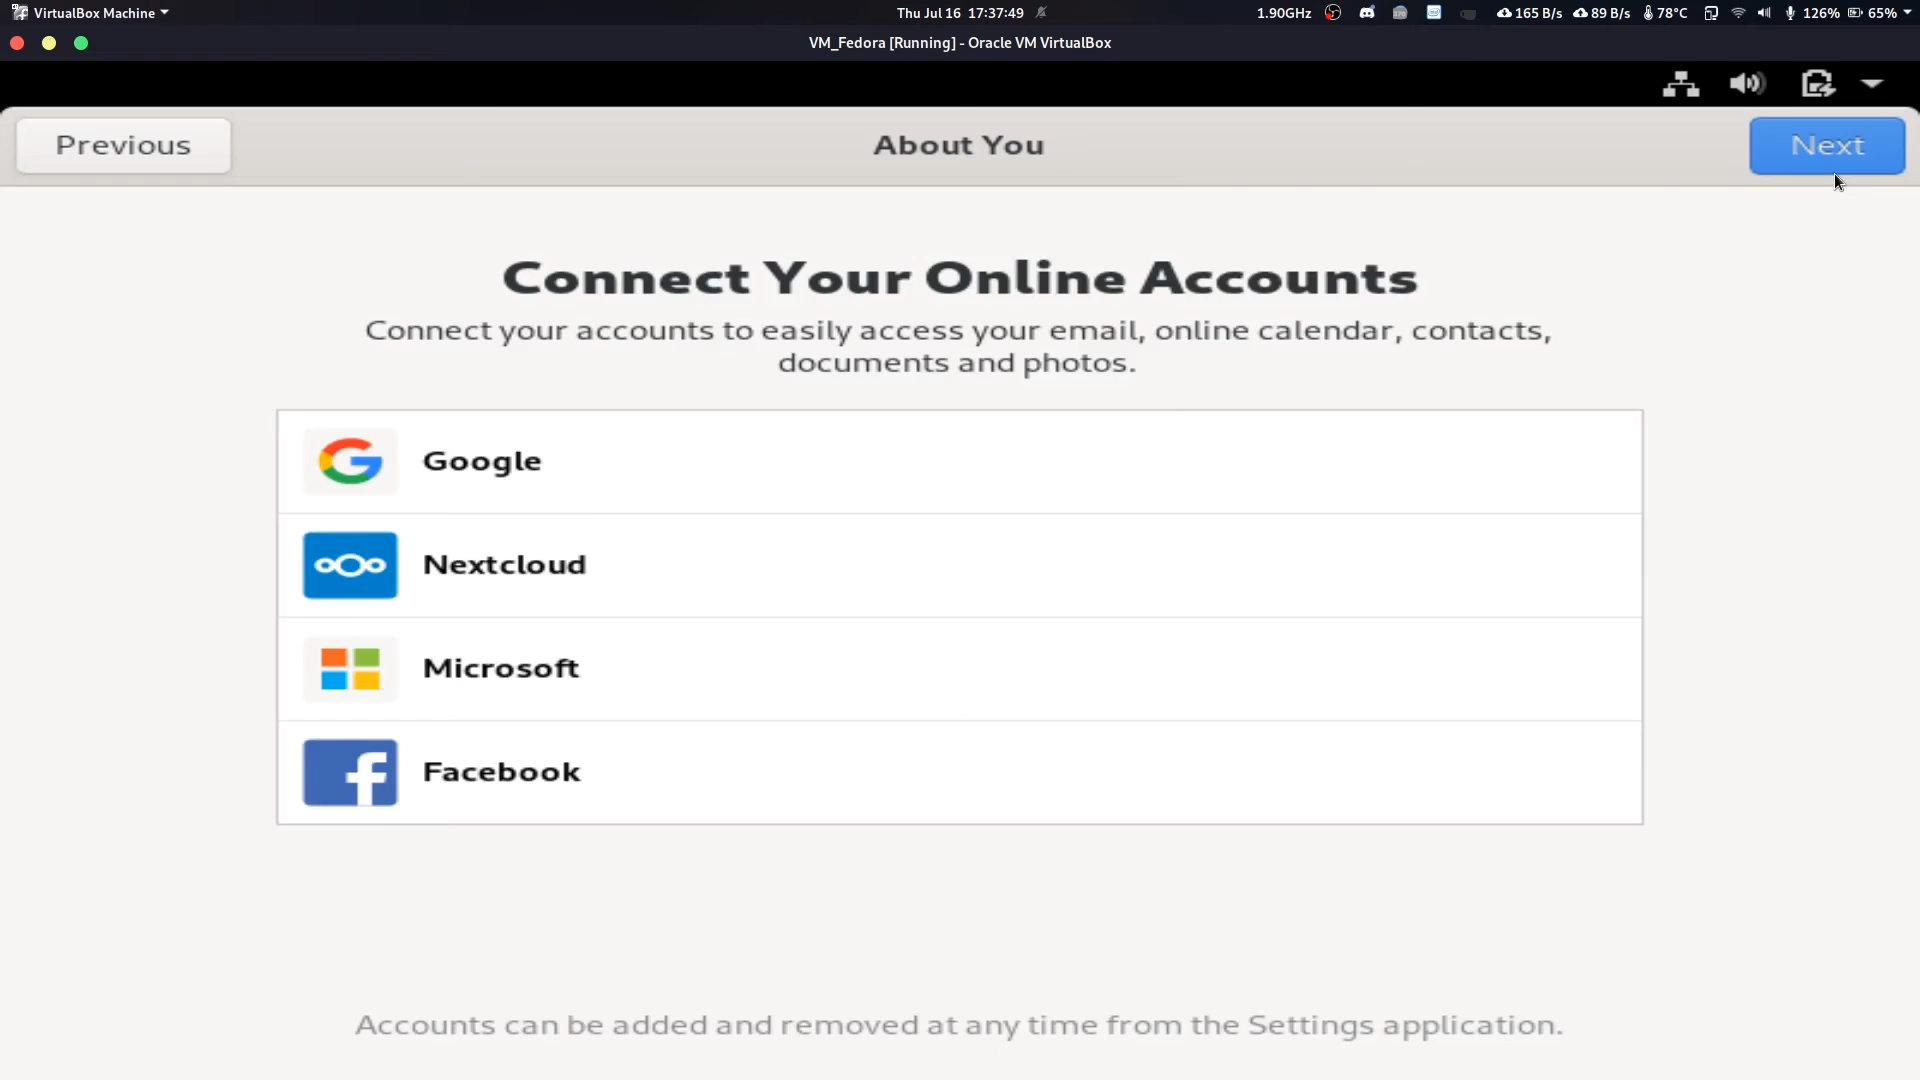 VirtualBox Machine
Thu Jul 16 17:37:49
1.90GHz
165 B/s
89 B/s
78°C
126%
65%
VM_Fedora [Running] - Oracle VM VirtualBox
Previous
About You
Next
Connect Your Online Accounts
Connect your accounts to easily access your email, online calendar, contacts,
documents and photos.
Google
Nextcloud
Microsoft
Facebook
Accounts can be added and removed at any time from the Settings application.